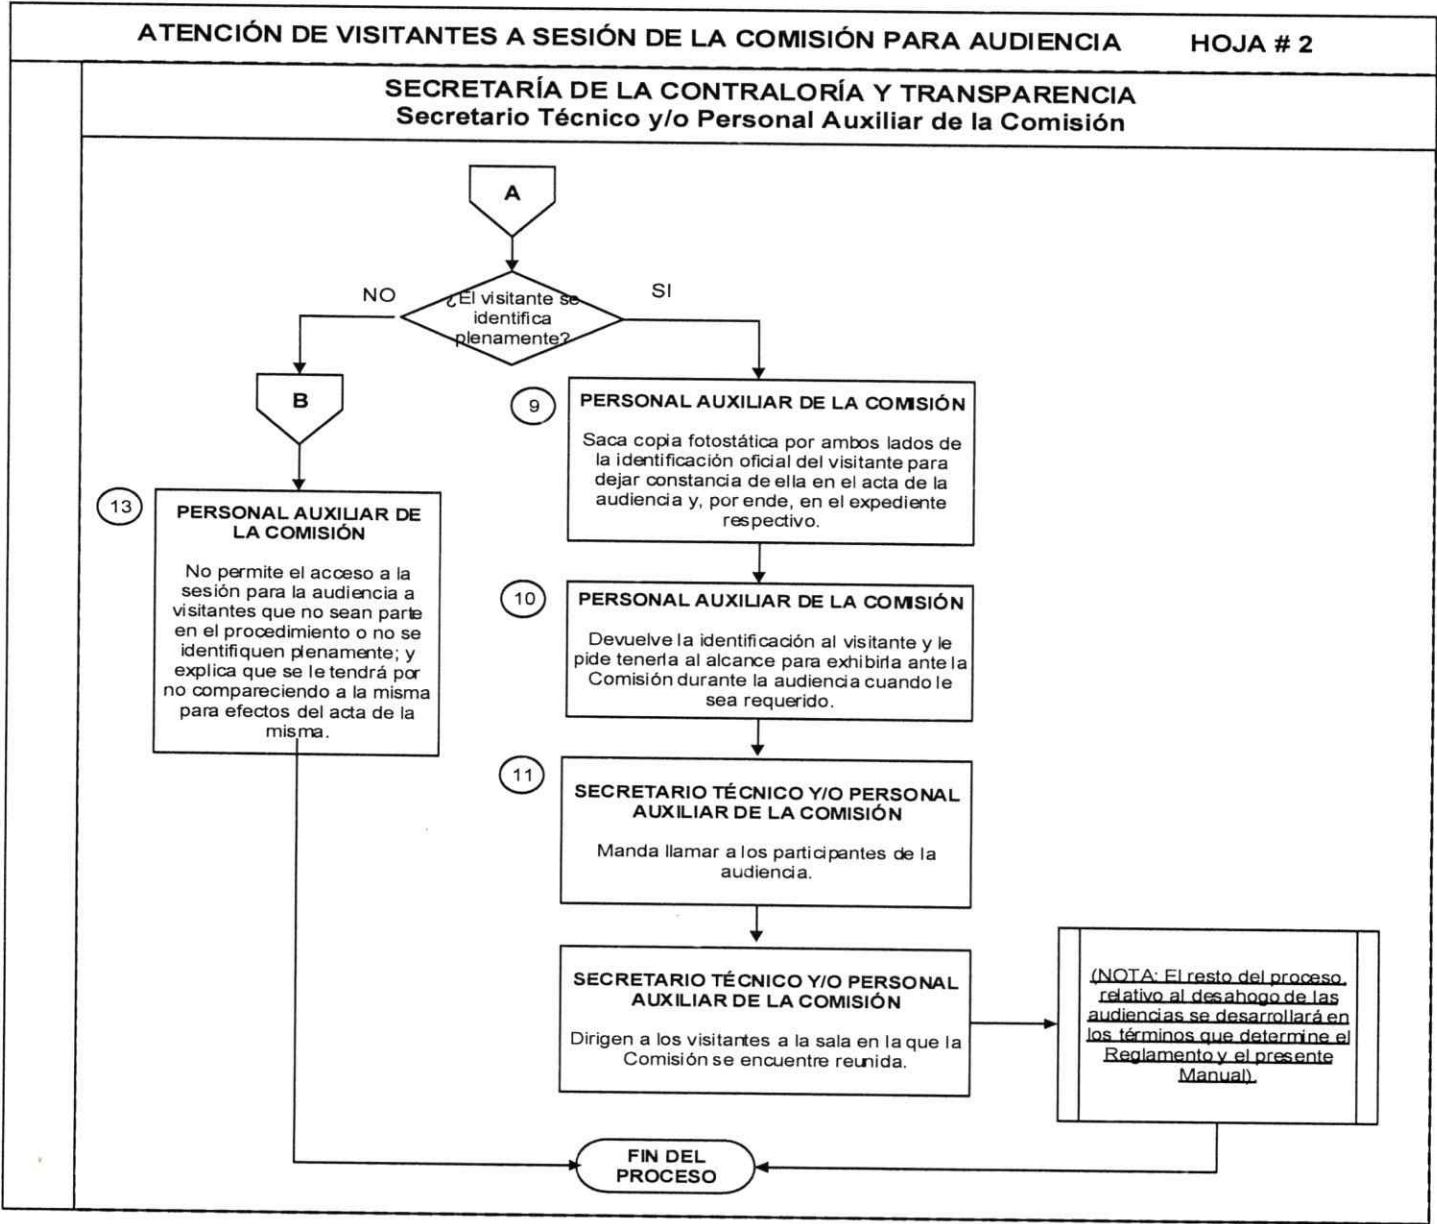 ATENCIÓN DE VISITANTES A SESIÓN DE LA COMISIÓN PARA AUDIENCIA HOJA # 2
SECRETARÍA DE LA CONTRALORÍA Y TRANSPARENCIA
Secretario Técnico y/o Personal Auxiliar de la Comisión
A
NO
¿El visitante se
identifica
plenamente?
SI
B
13
PERSONAL AUXILIAR DE
LA COMISIÓN
No permite el acceso a la
sesión para la audiencia a
visitantes que no sean parte
en el procedimiento o no se
identifiquen plenamente; y
explica que se le tendrá por
no compareciendo a la misma
para efectos del acta de la
misma.
9
PERSONAL AUXILIAR DE LA COMISIÓN
Saca copia fotostática por ambos lados de
la identificación oficial del visitante para
dejar constancia de ella en el acta de la
audiencia y, por ende, en el expediente
respectivo.
10
PERSONAL AUXILIAR DE LA COMISIÓN
Devuelve la identificación al visitante y le
pide tenerla al alcance para exhibirla ante la
Comisión durante la audiencia cuando le
sea requerido.
11
SECRETARIO TÉCNICO Y/O PERSONAL
AUXILIAR DE LA COMISIÓN
Manda llamar a los participantes de la
audiencia.
SECRETARIO TÉCNICO Y/O PERSONAL
AUXILIAR DE LA COMISIÓN
Dirigen a los visitantes a la sala en la que la
Comisión se encuentre reunida.
(NOTA: El resto del proceso,
relativo al desahogo de las
audiencias se desarrollará en
los términos que determine el
Reglamento y el presente
Manual).
FIN DEL
PROCESO